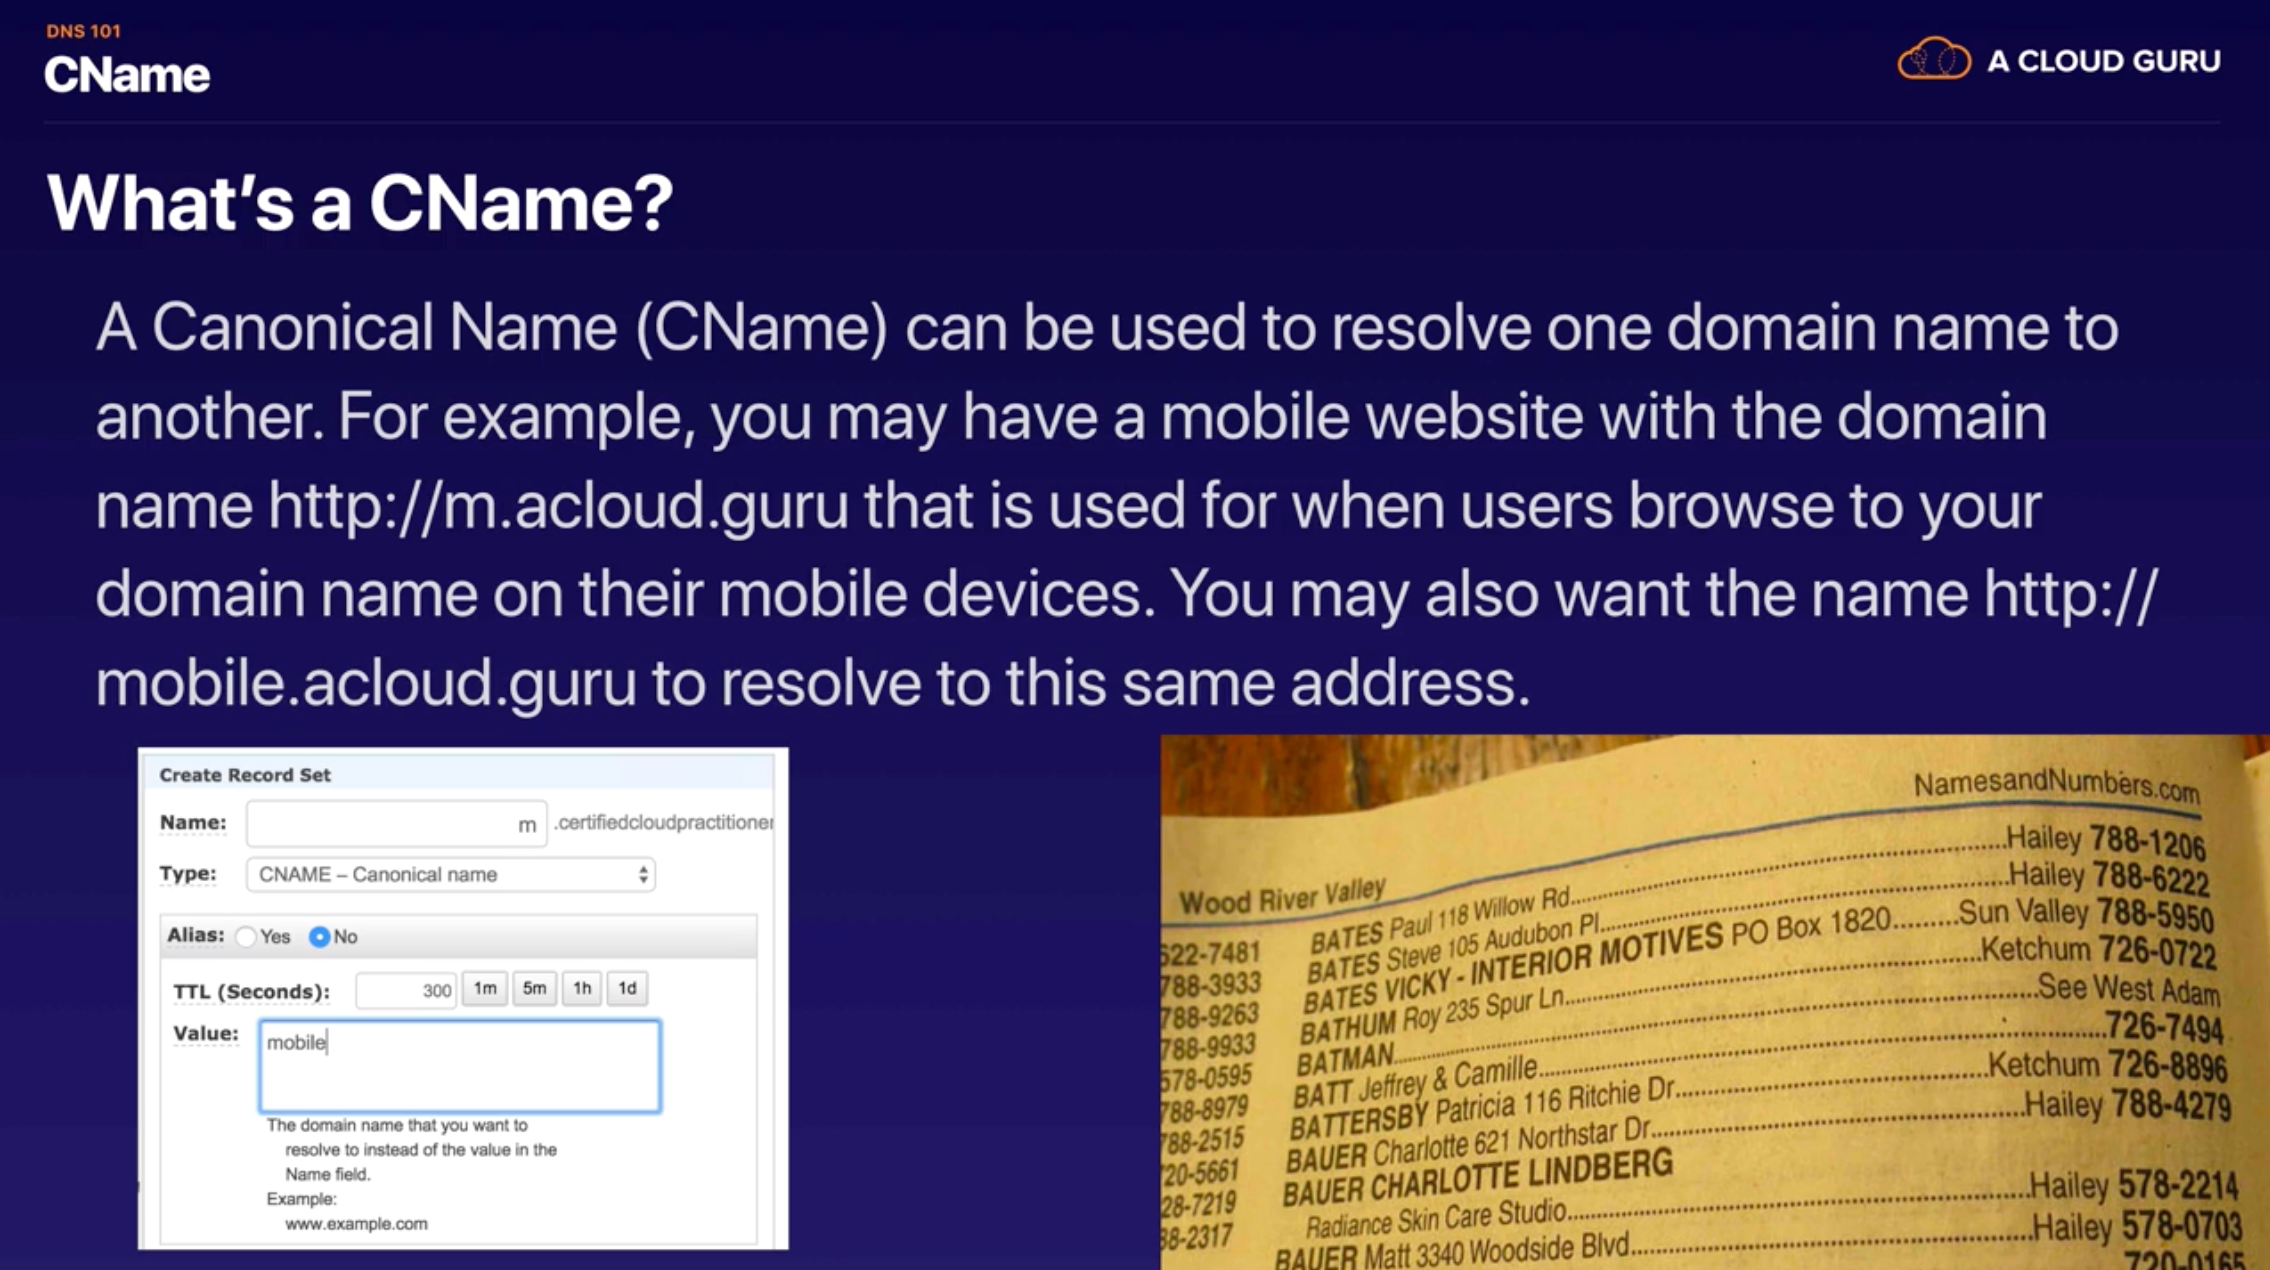 DNS 101
CName
A CLOUD GURU
What's a CName?
A Canonical Name (CName) can be used to resolve one domain name to
another. For example, you may have a mobile website with the domain
name http://m.acloud.guru that is used for when users browse to your
domain name on their mobile devices. You may also want the name http://
mobile.acloud.guru to resolve to this same address.
Create Record Set
Name: m .certifiedcloudpractitioner
Type: CNAME – Canonical name
Alias: Yes No
TTL (Seconds): 300 1m 5m 1h 1d
Value: mobile
The domain name that you want to
resolve to instead of the value in the
Name field.
Example:
www.example.com
NamesandNumbers.com
Wood River Valley
622-7481
788-3933
788-9263
788-9933
578-0595
788-8979
788-2515
720-5661
28-7219
38-2317
BATES Paul 118 Willow Rd..........Hailey 788-1206
BATES Steve 105 Audubon Pl..........Hailey 788-6222
BATES VICKY - INTERIOR MOTIVES PO Box 1820........Sun Valley 788-5950
BATHUM Roy 235 Spur Ln..........Ketchum 726-0722
BATMAN..........See West Adam
BATT Jeffrey & Camille..........726-7494
BATTERSBY Patricia 116 Ritchie Dr..........Ketchum 726-8896
BAUER Charlotte 621 Northstar Dr..........Hailey 788-4279
BAUER CHARLOTTE LINDBERG
Radiance Skin Care Studio..........Hailey 578-2214
BAUER Matt 3340 Woodside Blvd..........Hailey 578-0703
720-0165